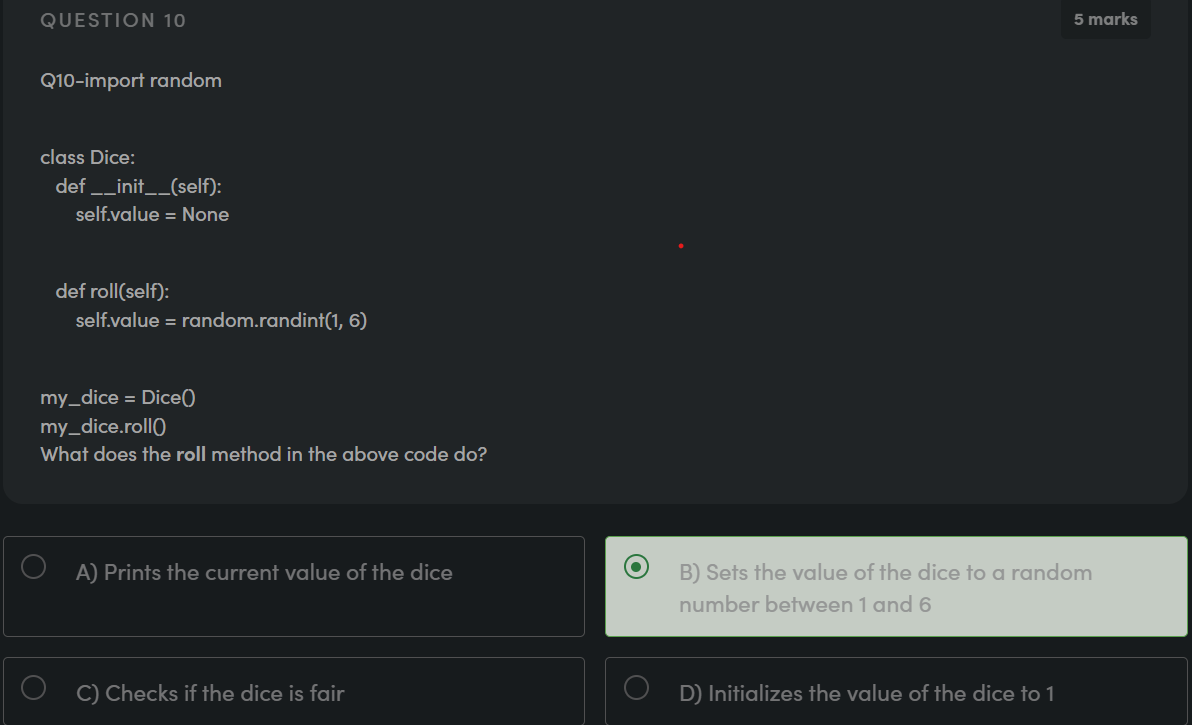 QUESTION 10
5 marks
Q10-import random
class Dice:
def __init__(self):
self.value = None
def roll(self):
self.value = random.randint(1, 6)
my_dice = Dice()
my_dice.roll()
What does the roll method in the above code do?
A) Prints the current value of the dice
B) Sets the value of the dice to a random
number between 1 and 6
C) Checks if the dice is fair
D) Initializes the value of the dice to 1